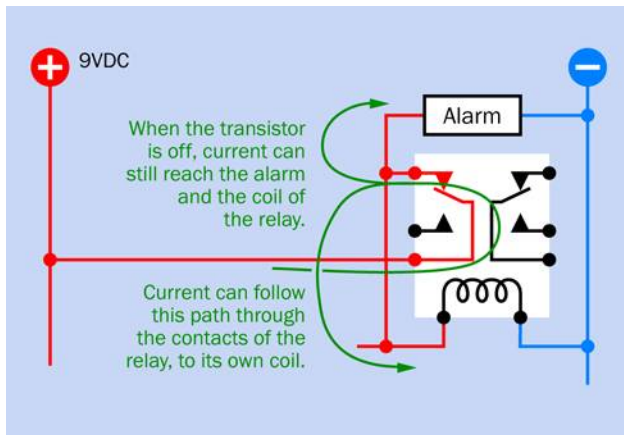 +
9VDC
−
Alarm
When the transistor
is off, current can
still reach the alarm
and the coil of
the relay.
Current can follow
this path through
the contacts of the
relay, to its own coil.